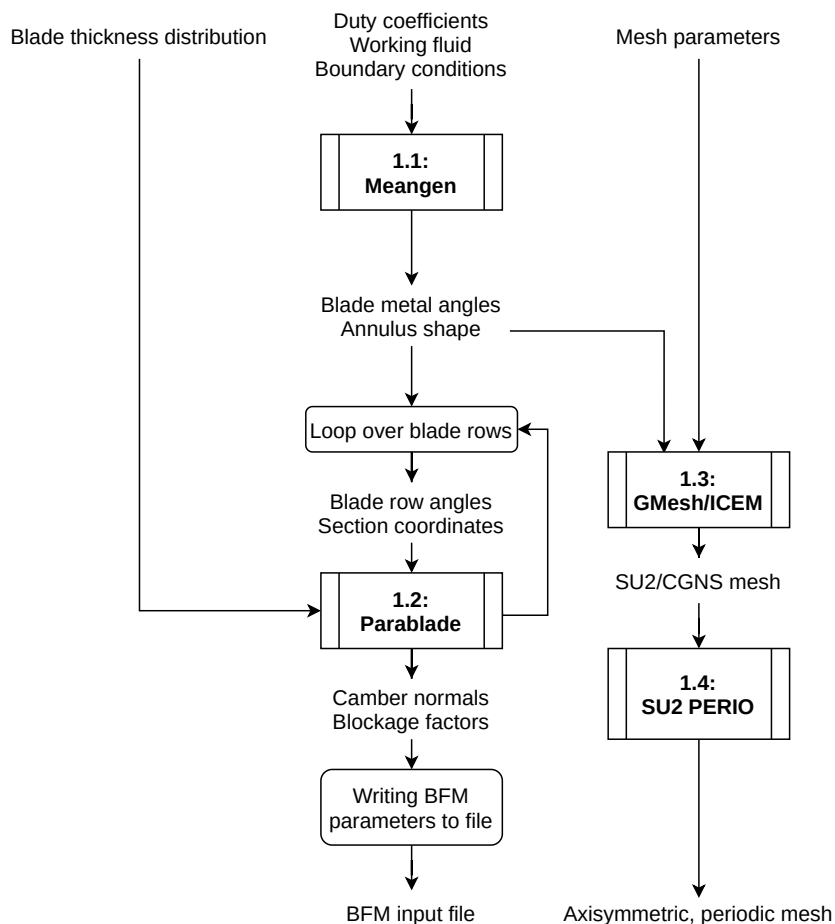 Blade thickness distribution
Duty coefficients
Working fluid
Boundary conditions
Mesh parameters
1.1:
Meangen
Blade metal angles
Annulus shape
Loop over blade rows
Blade row angles
Section coordinates
1.3:
GMesh/ICEM
SU2/CGNS mesh
1.2:
Parablade
1.4:
SU2 PERIO
Camber normals
Blockage factors
Writing BFM
parameters to file
BFM input file
Axisymmetric, periodic mesh